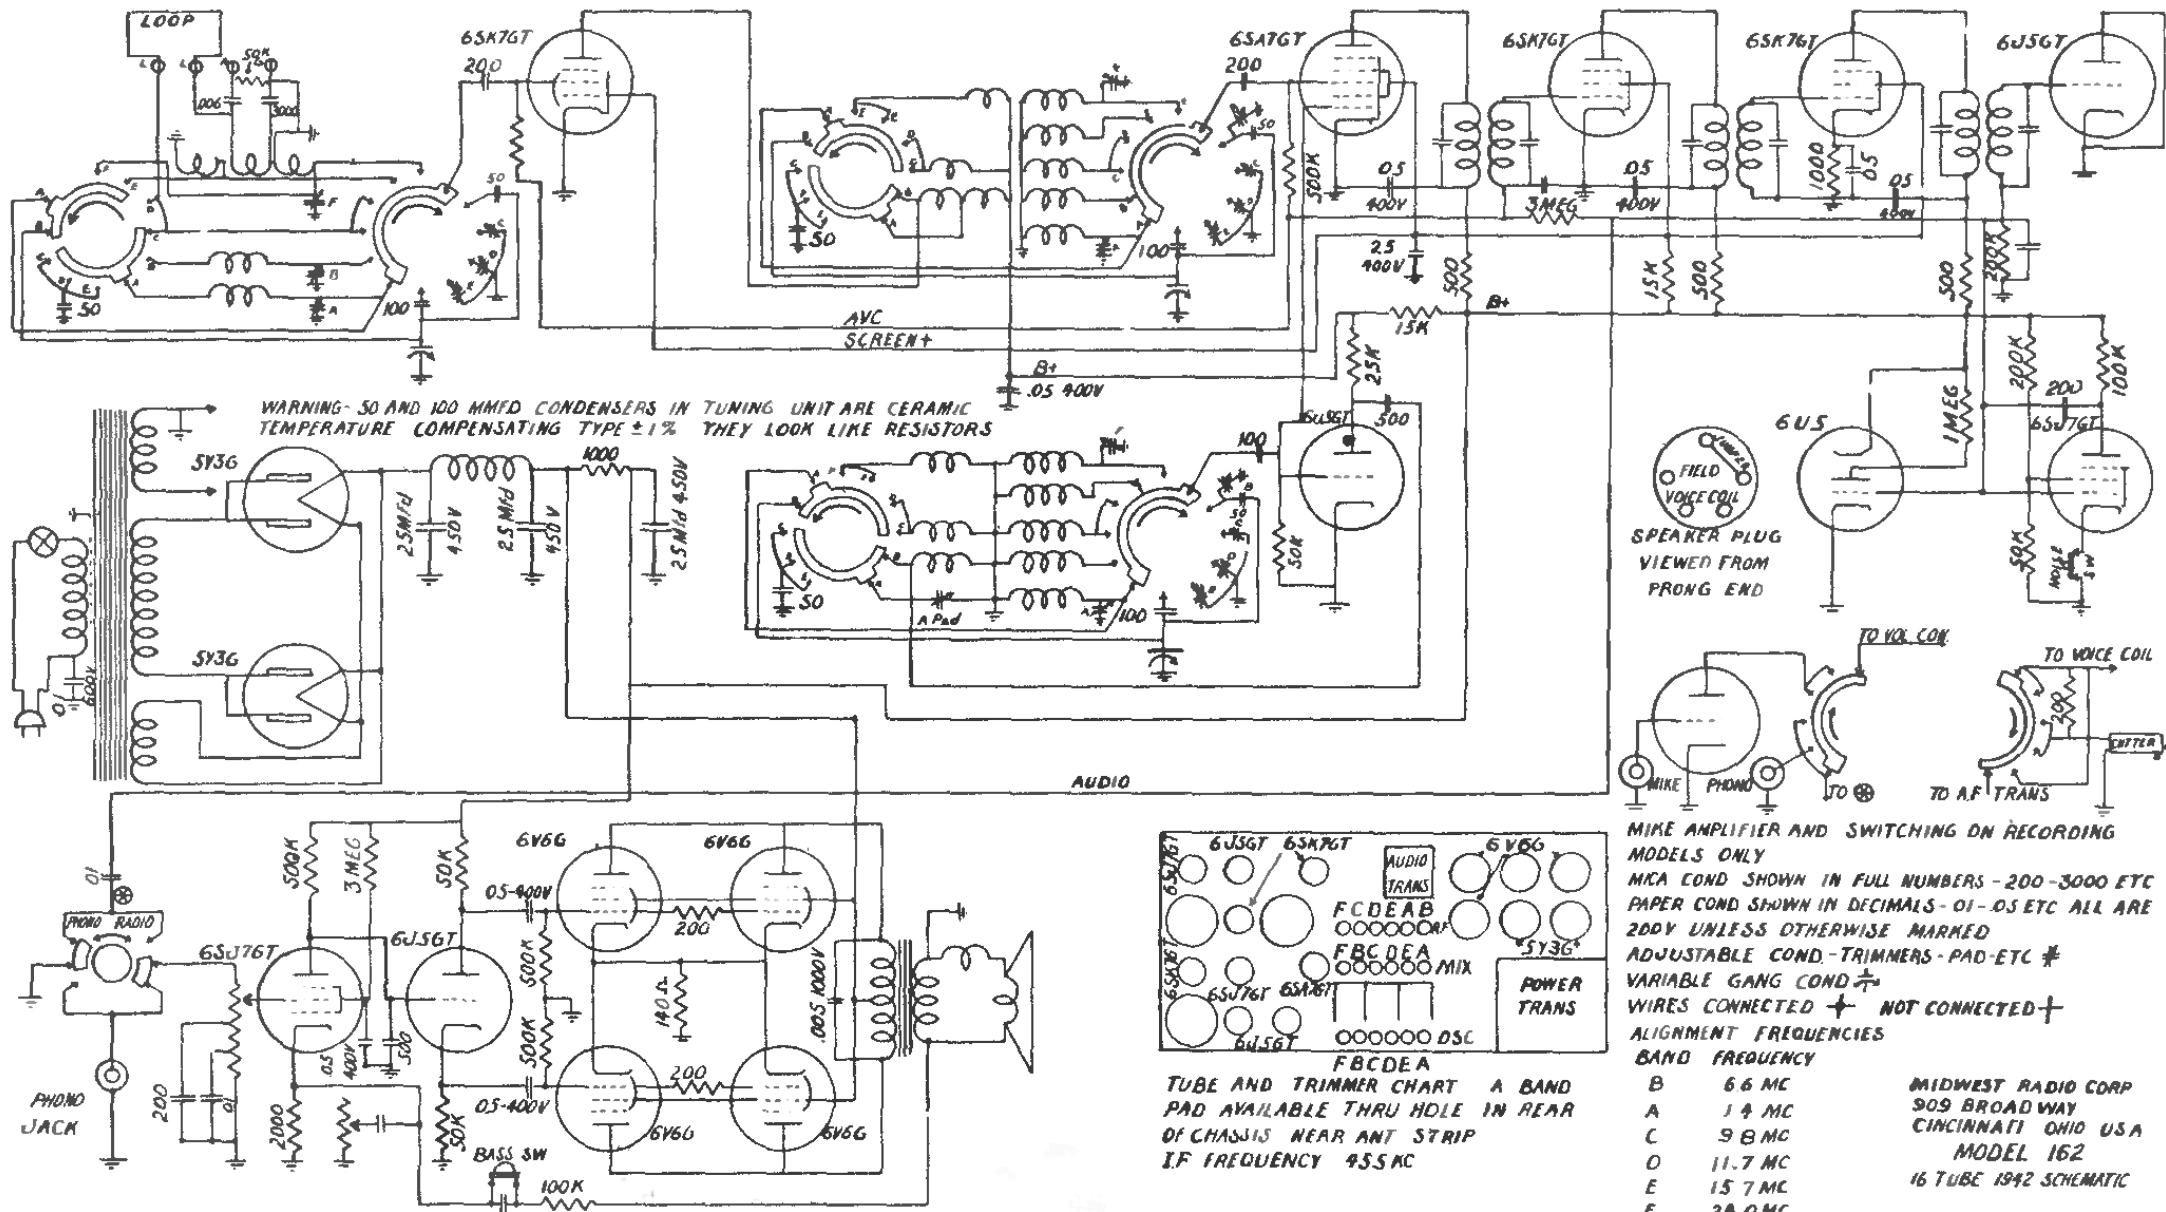 LOOP
50K
.006
3000
6SK7GT
200
50
A
B
C
D
E
F
50
100
6SA7GT
200
50
50
100
500K
6SK7GT
6SK7GT
6J5GT
.05
400V
3 MEG
.05
400V
1000
.05
.05
400V
2.5
400V
500
15K
500
500
200K
AVC
SCREEN+
15K
B+
B+
.05 400V
25K
WARNING- 50 AND 100 MMFD CONDENSERS IN TUNING UNIT ARE CERAMIC
TEMPERATURE COMPENSATING TYPE ±1% THEY LOOK LIKE RESISTORS
5Y3G
1000
25Mfd
450V
25Mfd
450V
25Mfd 450V
100
6J5GT
500
50K
50
A Pad
100
FIELD
VOICE COIL
SPEAKER PLUG
VIEWED FROM
PRONG END
6U5
1MEG
200K
200
100K
6SJ7GT
50K
NOISE
SW
5Y3G
.01
600V
TO VOL CON
TO VOICE COIL
200
CUTTER
MIKE
PHONO
TO ⊛
TO A.F TRANS
AUDIO
.01
PHONO RADIO
6SJ7GT
500K
3MEG
50K
6J5GT
6V6G
6V6G
05-400V
200
500K
500K
140Ω
.005 1000V
05-400V
200
6V6G
6V6G
PHONO
JACK
200
.01
2000
.05
400V
500
50K
BASS SW
100K
6SJ7GT
6J5GT
6SK7GT
AUDIO
TRANS
6V6G
FCDEAB
RF
FBCDEA
MIX
5Y3G
6SK7GT
6SJ7GT
6SA7GT
6J5GT
POWER
TRANS
OSC
FBCDEA
TUBE AND TRIMMER CHART A BAND
PAD AVAILABLE THRU HOLE IN REAR
OF CHASSIS NEAR ANT STRIP
I.F FREQUENCY 455 KC
MIKE AMPLIFIER AND SWITCHING ON RECORDING
MODELS ONLY
MICA COND SHOWN IN FULL NUMBERS - 200 - 3000 ETC
PAPER COND SHOWN IN DECIMALS - 01 - .05 ETC ALL ARE
200V UNLESS OTHERWISE MARKED
ADJUSTABLE COND - TRIMMERS - PAD - ETC
VARIABLE GANG COND
WIRES CONNECTED NOT CONNECTED
ALIGNMENT FREQUENCIES
BAND FREQUENCY
B 6.6 MC
A 1.4 MC
C 9.8 MC
D 11.7 MC
E 15.7 MC
MIDWEST RADIO CORP
909 BROADWAY
CINCINNATI OHIO USA
MODEL 162
16 TUBE 1942 SCHEMATIC